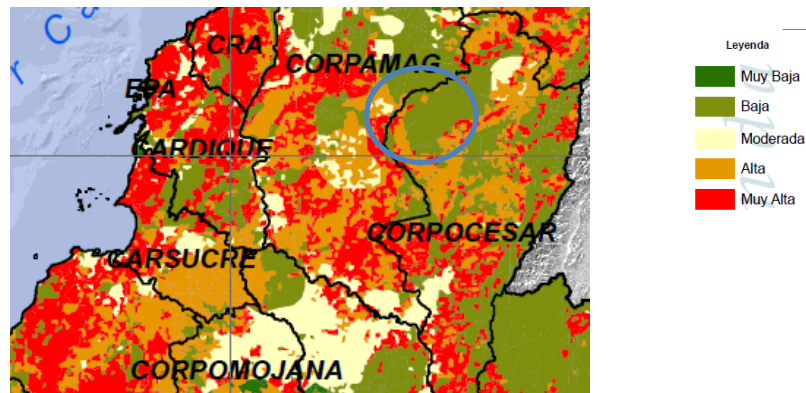 r C a
CRA
CORPAMAG
EPA
CARDIQUE
CORPOCESAR
CARSUCRE
CORPOMOJANA
Leyenda
Muy Baja
Baja
Moderada
Alta
Muy Alta